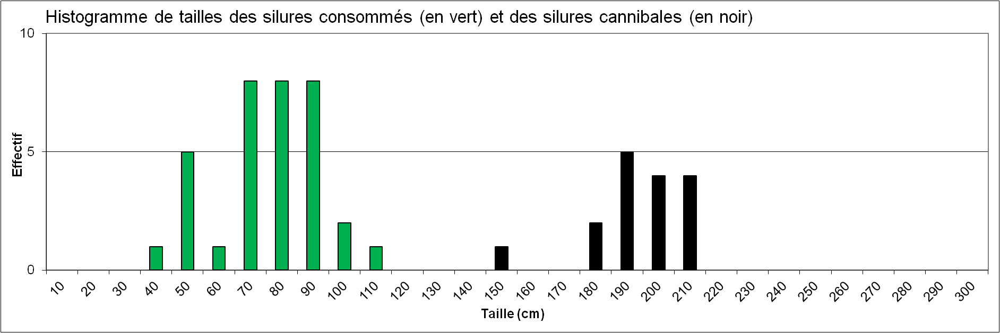 Histogramme de tailles des silures consommés (en vert) et des silures cannibales (en noir)
10
5
0
Effectif
10 20 30 40 50 60 70 80 90 100 110 120 130 140 150 160 170 180 190 200 210 220 230 240 250 260 270 280 290 300
Taille (cm)